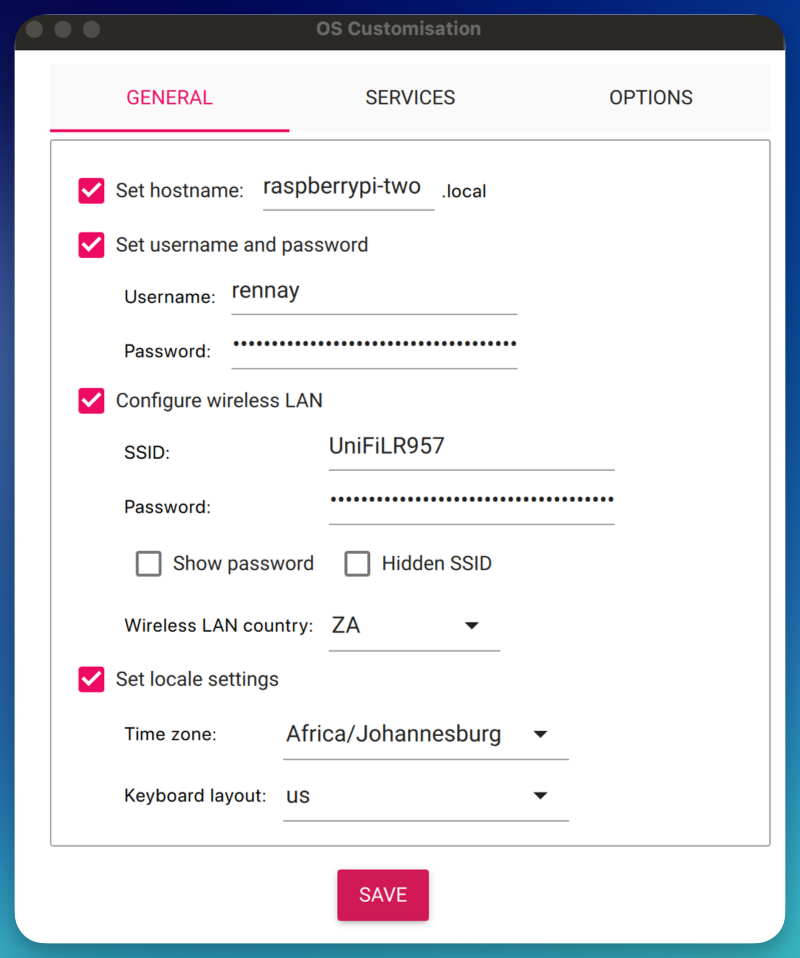 OS Customisation
GENERAL SERVICES OPTIONS
Set hostname: raspberrypi-two .local
Set username and password
Username: rennay
Password: •••••••••••••••••••••••••••••••••••••
Configure wireless LAN
SSID: UniFiLR957
Password: •••••••••••••••••••••••••••••••••••••
Show password Hidden SSID
Wireless LAN country: ZA
Set locale settings
Time zone: Africa/Johannesburg
Keyboard layout: us
SAVE